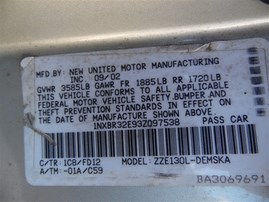 MFD. BY: NEW UNITED MOTOR MANUFACTURING
INC 09/02
GVWR 3585LB GAWR FR 1885LB RR 1720LB
THIS VEHICLE CONFORMS TO ALL APPLICABLE
FEDERAL MOTOR VEHICLE SAFETY,BUMPER,AND
THEFT PREVENTION STANDARDS IN EFFECT ON
THE DATE OF MANUFACTURE SHOWN ABOVE.
1NXBR32E93Z097538 PASS CAR
C/TR: 1C8/FD12 MODEL: ZZE130L-DEMSKA
A/TM: -01A/C59
BA3069691